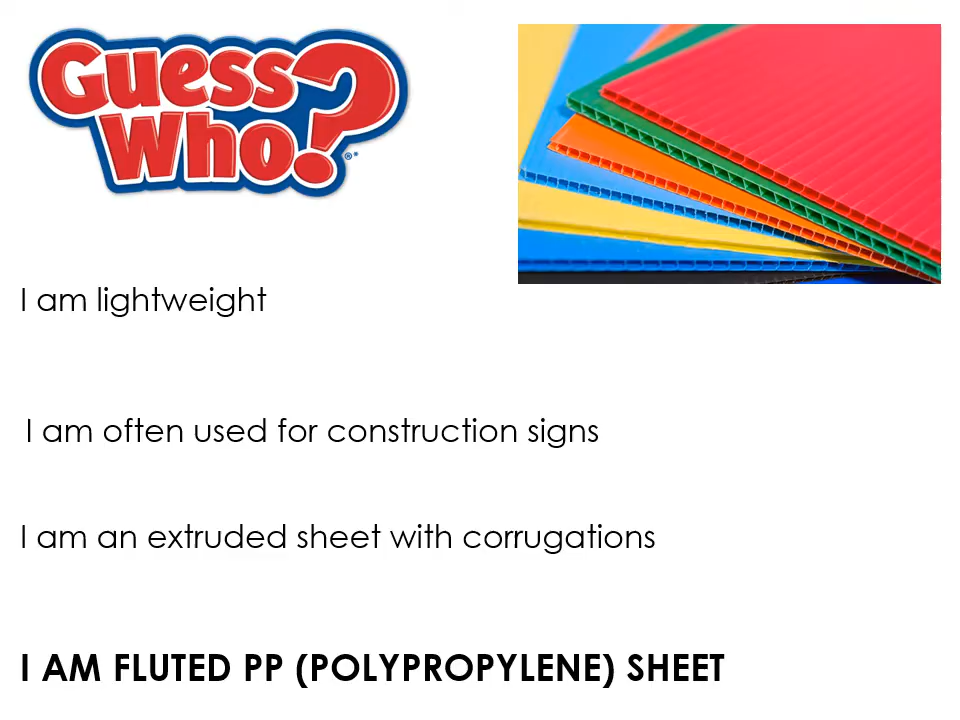 Guess
Who?
®*
I am lightweight
I am often used for construction signs
I am an extruded sheet with corrugations
I AM FLUTED PP (POLYPROPYLENE) SHEET